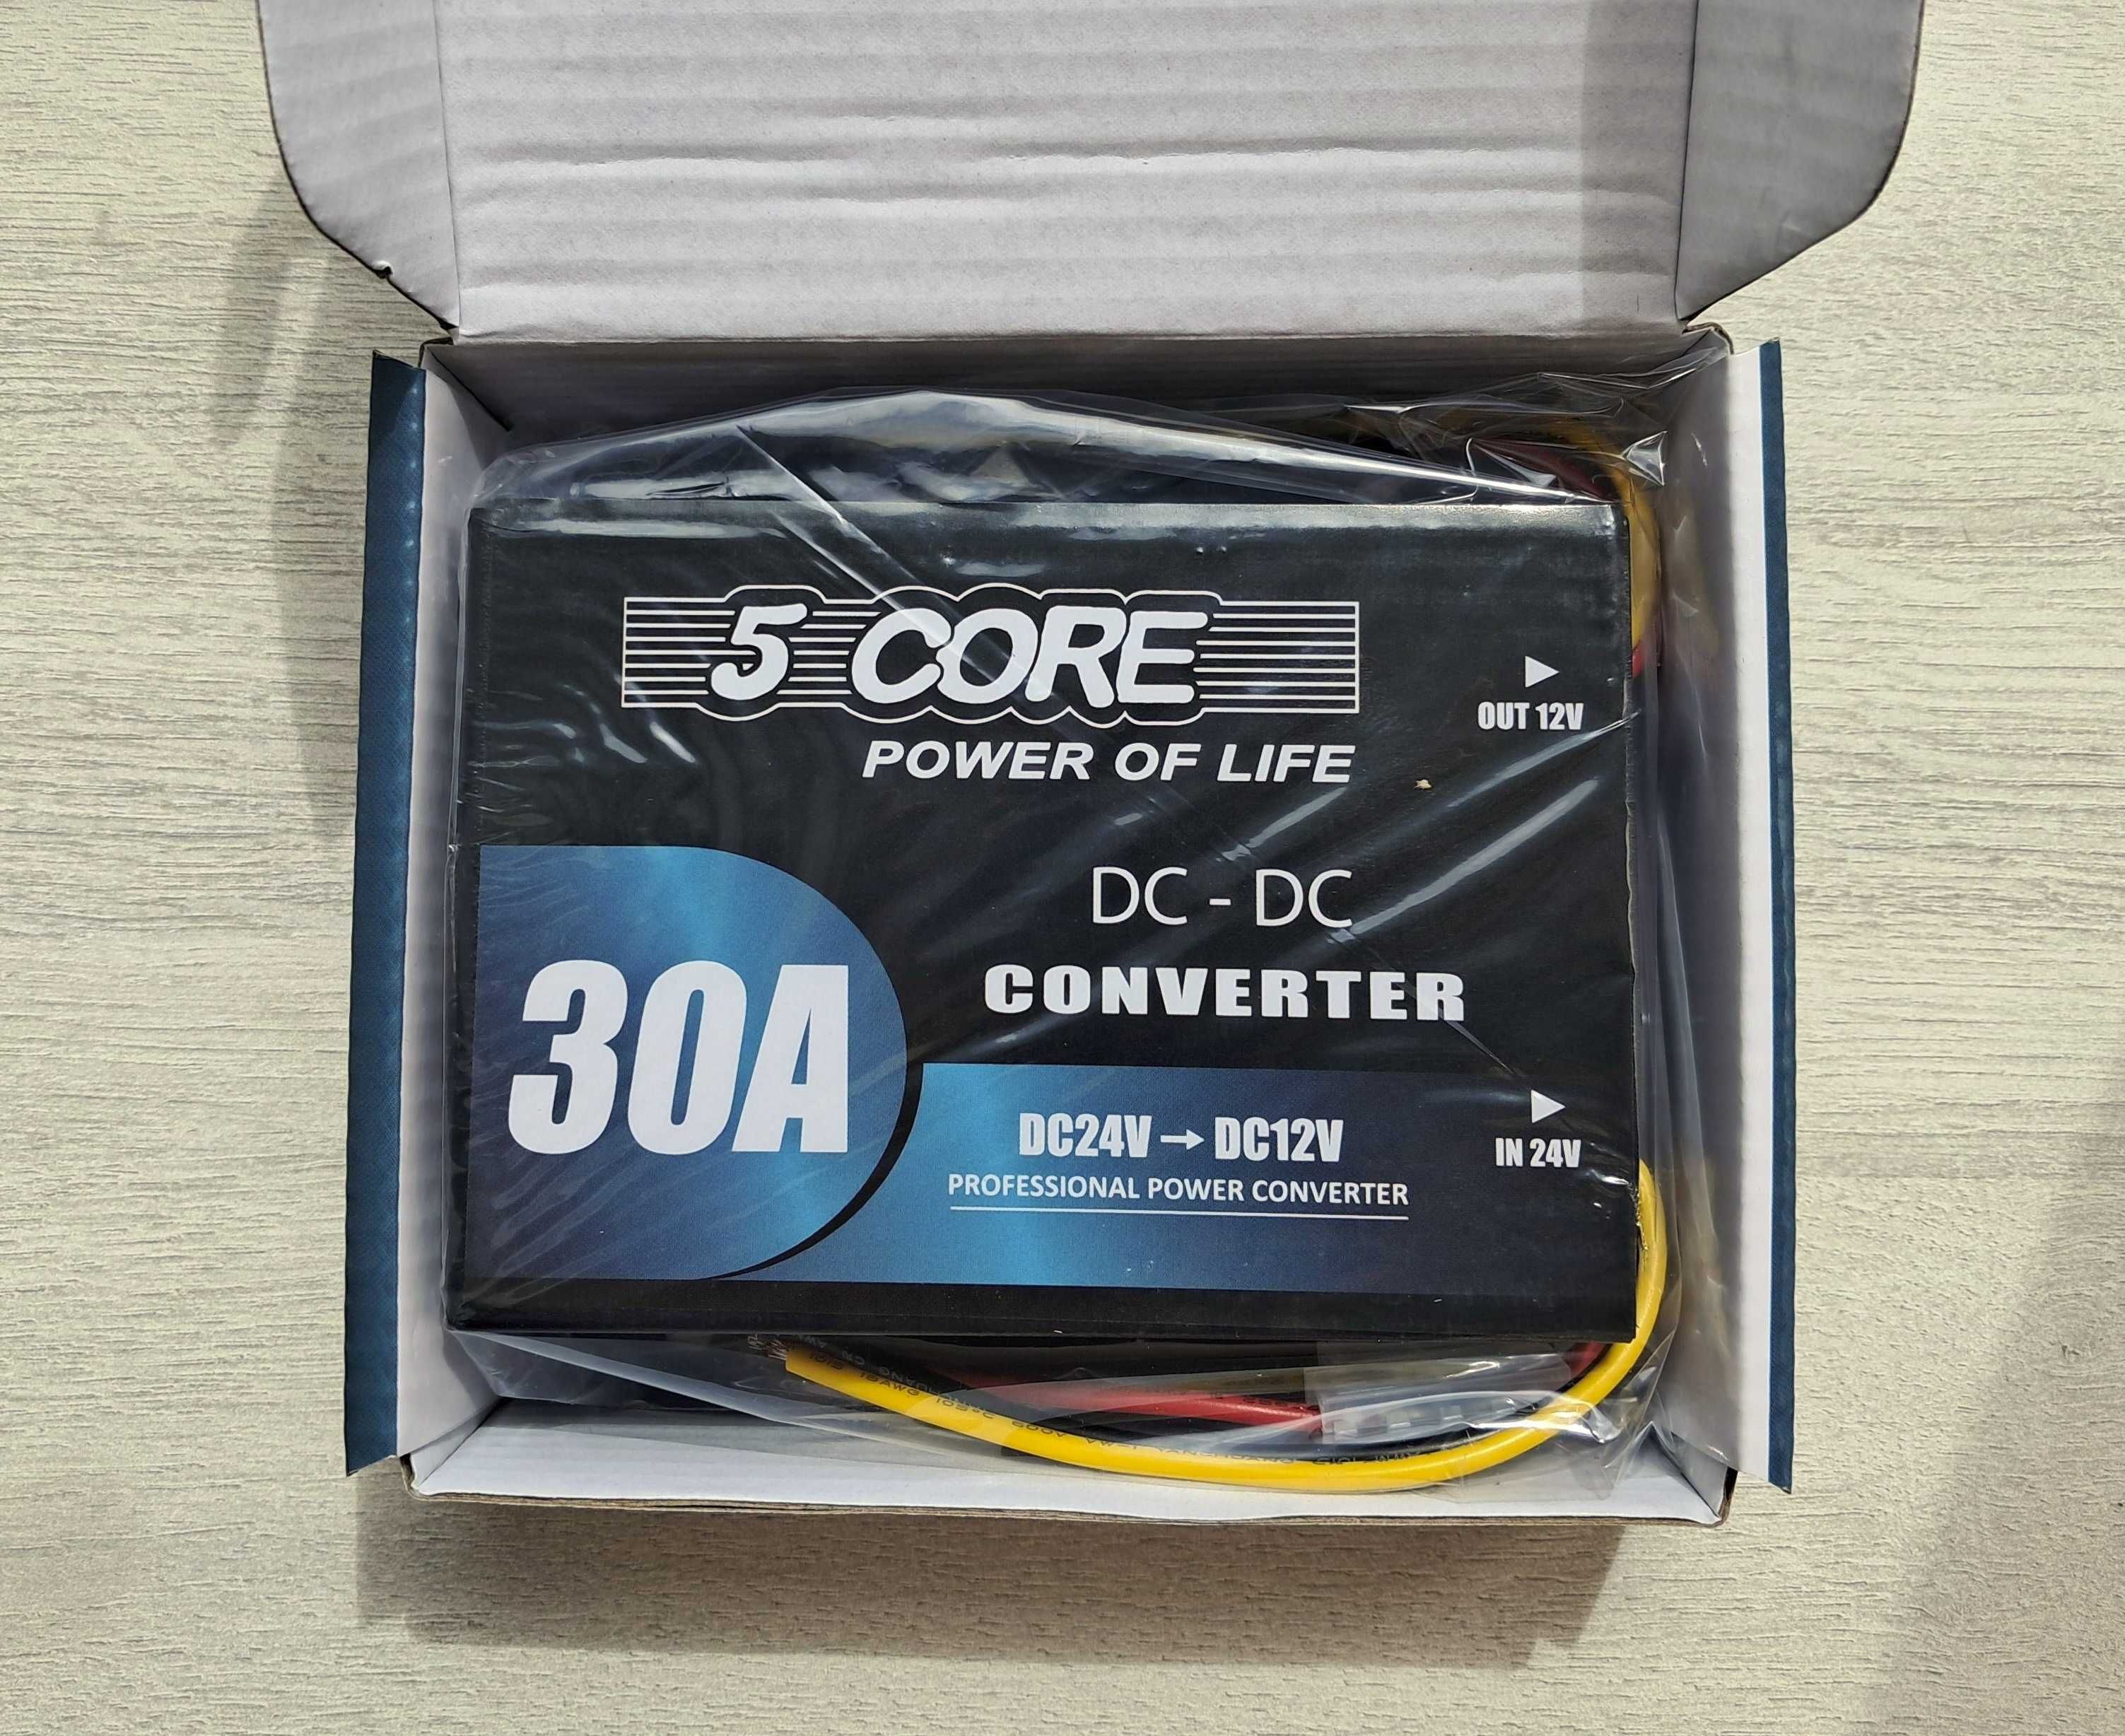 5 CORE
POWER OF LIFE
OUT 12V
DC - DC
CONVERTER
30A
DC24V → DC12V
PROFESSIONAL POWER CONVERTER
IN 24V